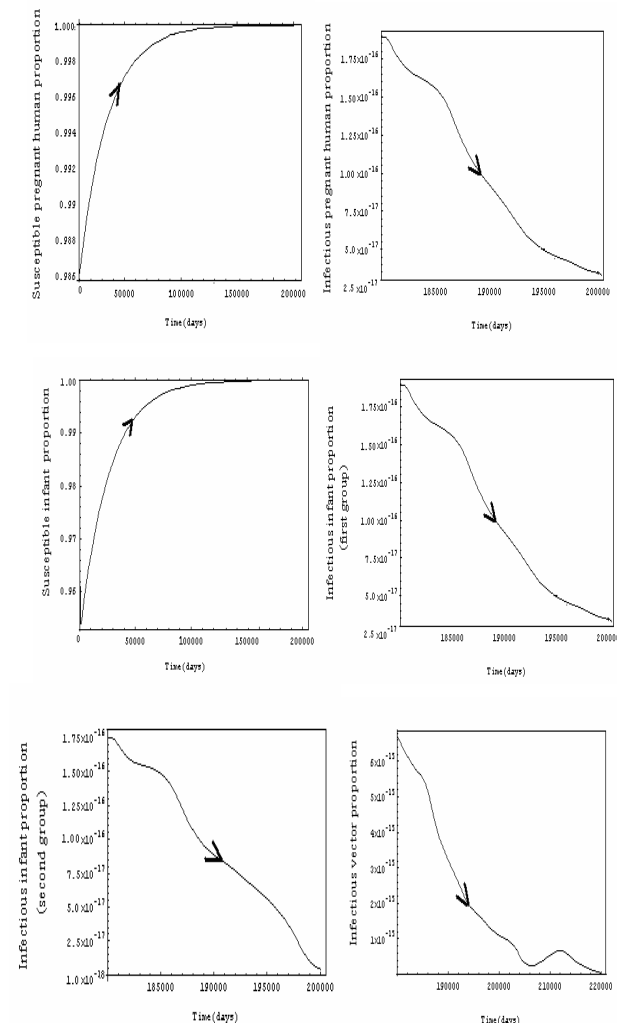 Susceptible pregnant human proportion
1.000
0.998
0.996
0.994
0.992
0.99
0.988
0.986
0
50000
100000
150000
200000
Time(days)
Infectious pregnant human proportion
1.75x10^-16
1.50x10^-16
1.25x10^-16
1.00x10^-16
7.5x10^-17
5.0x10^-17
2.5x10^-17
185000
190000
195000
200000
Time(days)
Susceptible infant proportion
1.00
0.99
0.98
0.97
0.96
0
50000
100000
150000
200000
Time(days)
Infectious infant proportion
(first group)
1.75x10^-16
1.50x10^-16
1.25x10^-16
1.00x10^-16
7.5x10^-17
5.0x10^-17
2.5x10^-17
185000
190000
195000
200000
Time(days)
Infectious infant proportion
(second group)
1.75x10^-16
1.50x10^-16
1.25x10^-16
1.00x10^-16
7.5x10^-17
5.0x10^-17
2.5x10^-17
1.0x10^-18
185000
190000
195000
200000
Time(days)
Infectious vector proportion
6x10^-15
5x10^-15
4x10^-15
3x10^-15
2x10^-15
1x10^-15
190000
200000
210000
220000
Time(days)